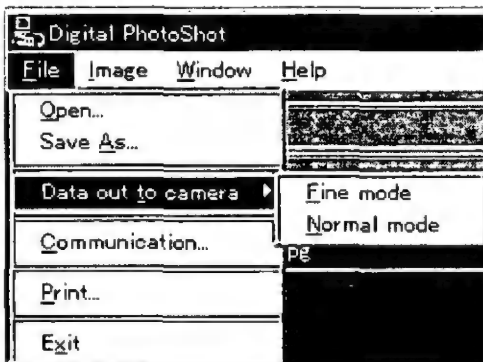 Digital PhotoShot
File Image Window Help
Open...
Save As...
Data out to camera
Fine mode
Normal mode
Communication...
pg
Print...
Exit